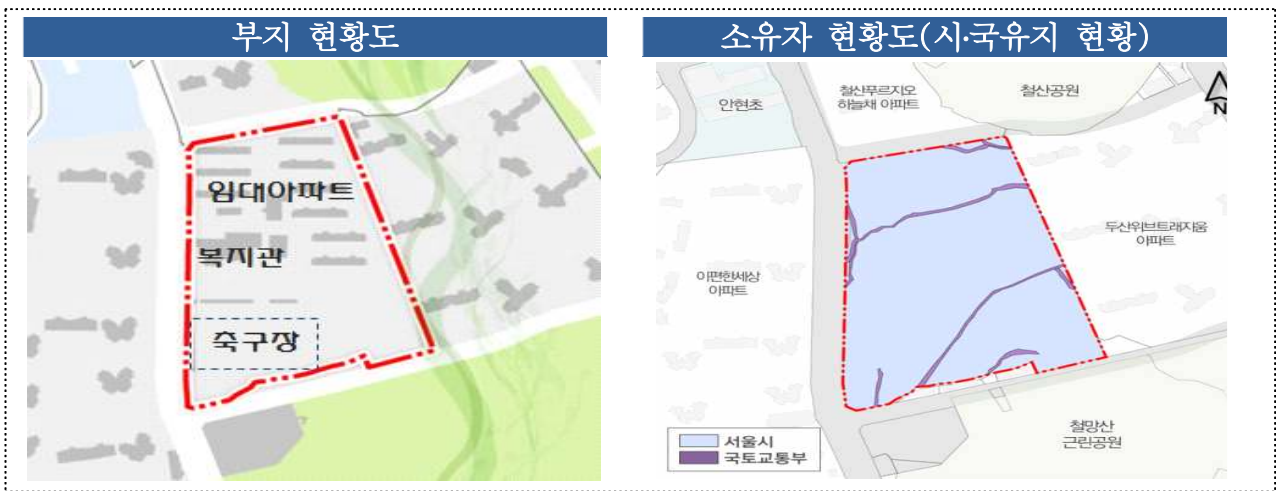 부지 현황도
임대아파트
복지관
축구장
소유자 현황도(시·국유지 현황)
안현초
철산푸르지오
하늘채 아파트
철산공원
N
두산위브트래지움
아파트
이편한세상
아파트
철망산
근린공원
서울시
국토교통부